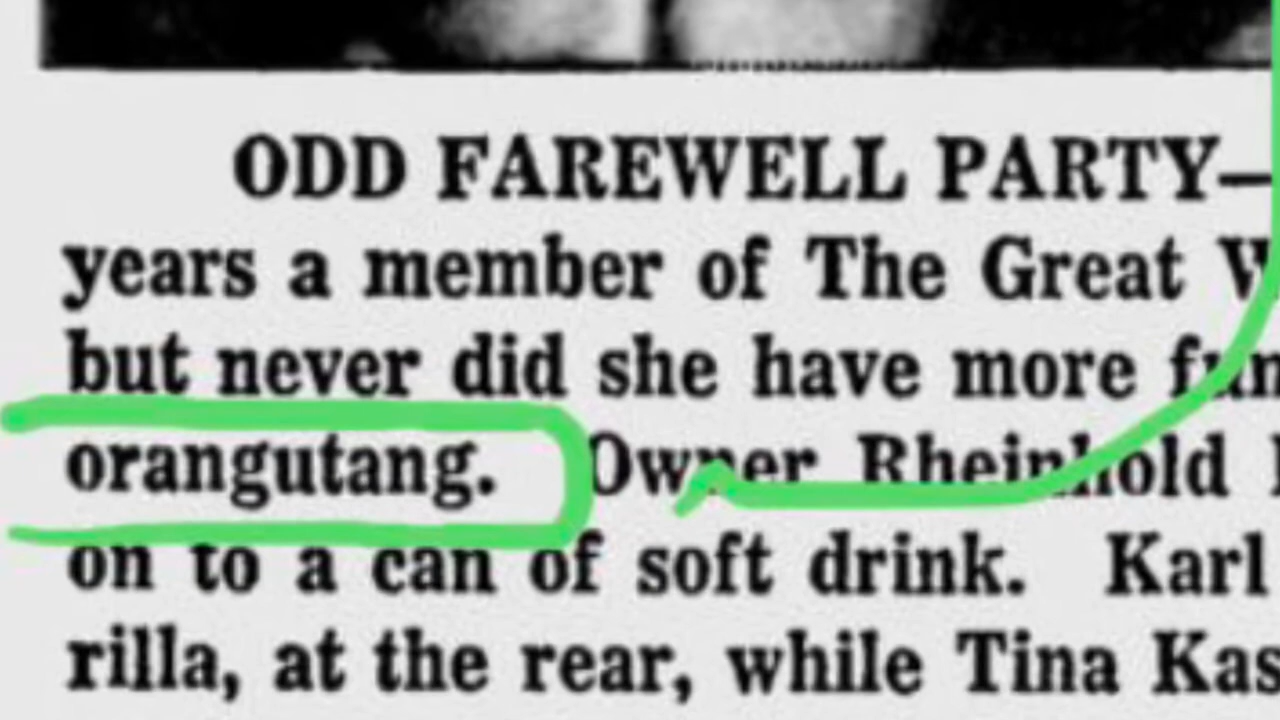 ODD FAREWELL PARTY—
years a member of The Great
but never did she have more
orangutang. Owner Rheinhold
on to a can of soft drink. Karl
rilla, at the rear, while Tina Kas